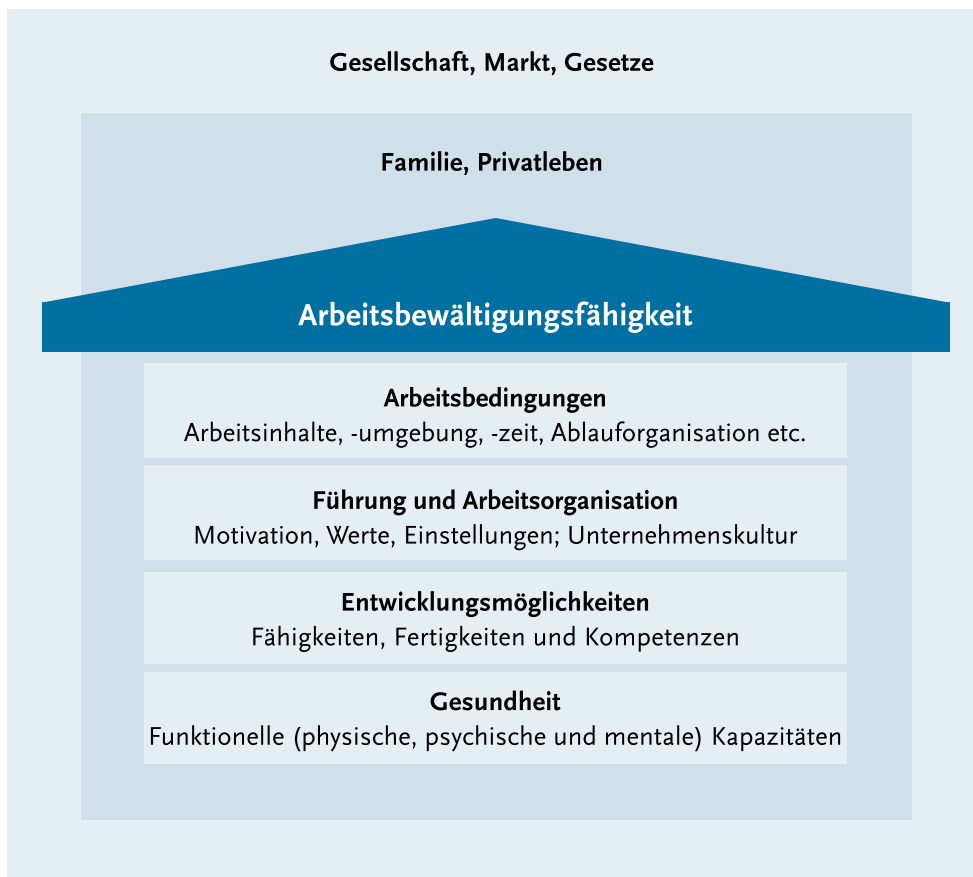 Gesellschaft, Markt, Gesetze
Familie, Privatleben
Arbeitsbewältigungsfähigkeit
Arbeitsbedingungen
Arbeitsinhalte, -umgebung, -zeit, Ablauforganisation etc.
Führung und Arbeitsorganisation
Motivation, Werte, Einstellungen; Unternehmenskultur
Entwicklungsmöglichkeiten
Fähigkeiten, Fertigkeiten und Kompetenzen
Gesundheit
Funktionelle (physische, psychische und mentale) Kapazitäten